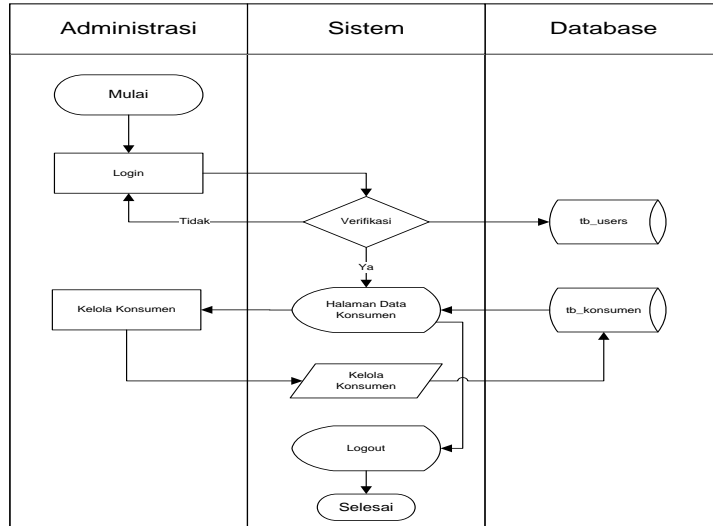 Administrasi
Sistem
Database
Mulai
Login
Verifikasi
tb_users
Tidak
Ya
Kelola Konsumen
Halaman Data
Konsumen
tb_konsumen
Kelola
Konsumen
Logout
Selesai